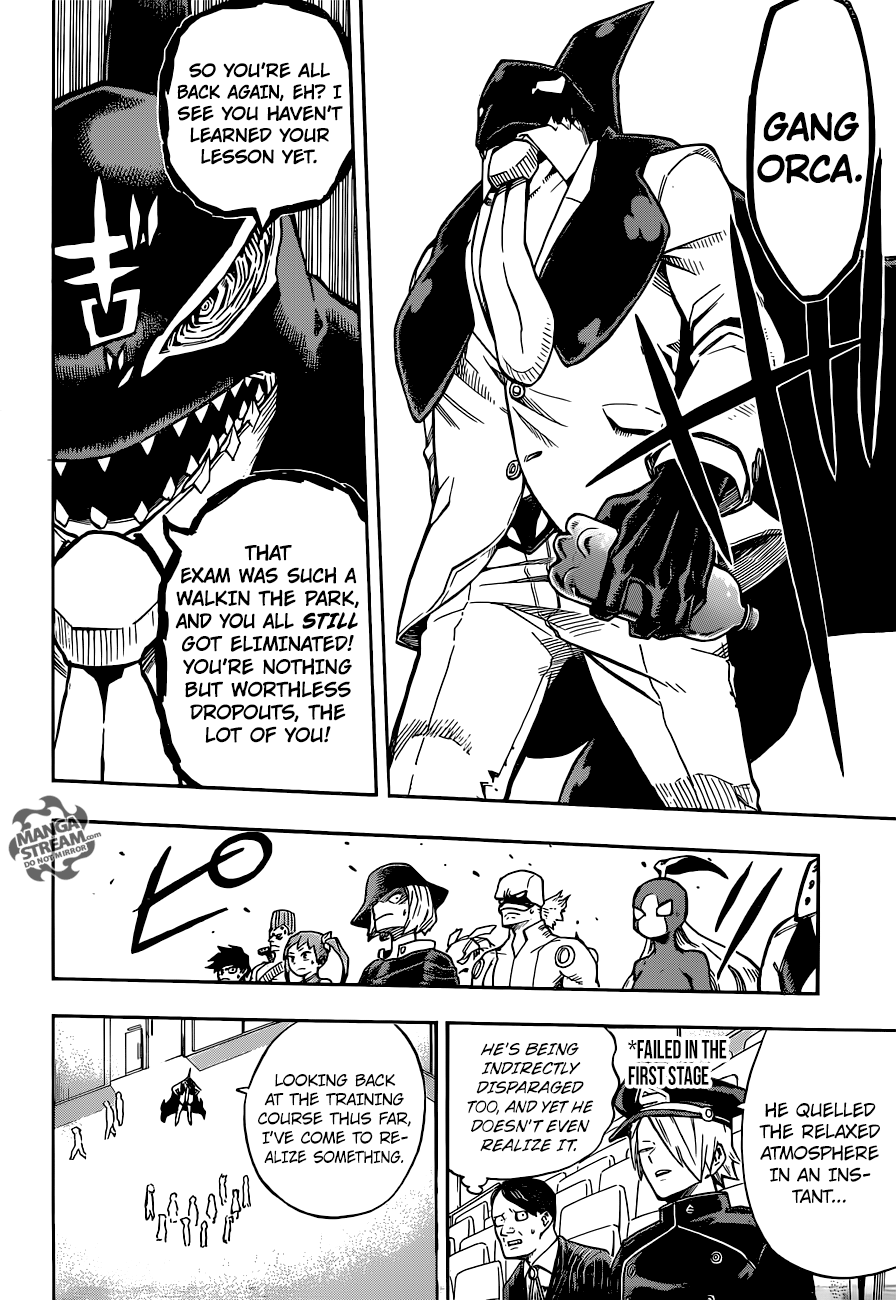 GANG
ORCA.
SO YOU'RE ALL
BACK AGAIN, EH? I
SEE YOU HAVEN'T
LEARNED YOUR
LESSON YET.
ギ
ロ
THAT
EXAM WAS SUCH A
WALKIN THE PARK,
AND YOU ALL STILL
GOT ELIMINATED!
YOU'RE NOTHING
BUT WORTHLESS
DROPOUTS, THE
LOT OF YOU!
MANGA
STREAM.com
DO NOT MIRROR
HE QUELLED
THE RELAXED
ATMOSPHERE
IN AN INS-
TANT...
*FAILED IN THE
FIRST STAGE
HE'S BEING
INDIRECTLY
DISPARAGED
TOO, AND YET HE
DOESN'T EVEN
REALIZE IT.
LOOKING BACK
AT THE TRAINING
COURSE THUS FAR,
I'VE COME TO RE-
ALIZE SOMETHING.